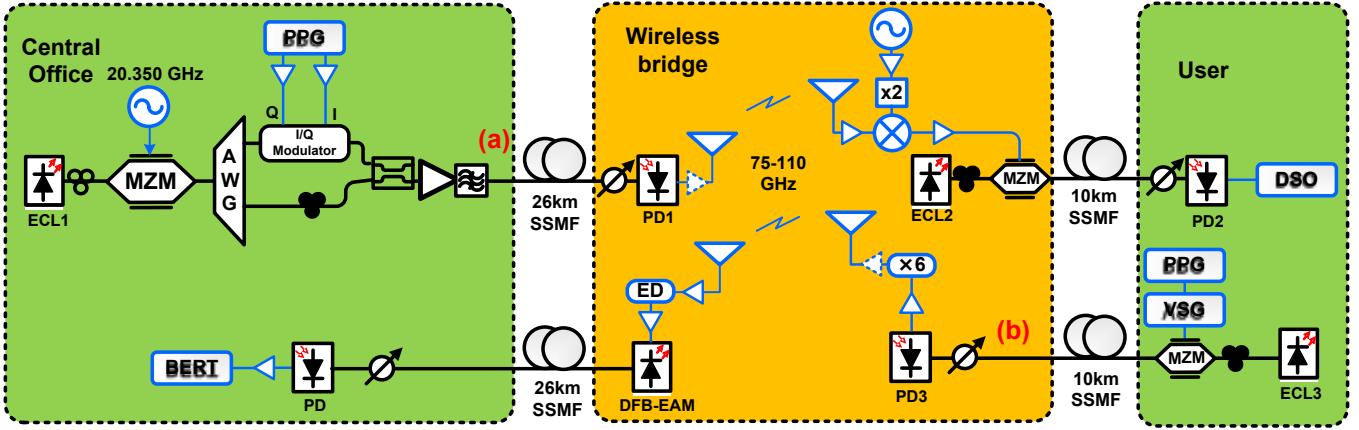 Central
Office
20.350 GHz
PPG
Q
I
I/Q
Modulator
A
W
G
MZM
ECL1
(a)
26km
SSMF
Wireless
bridge
PD1
75-110
GHz
x2
ECL2
MZM
10km
SSMF
User
PD2
DSO
BERT
PD
26km
SSMF
ED
DFB-EAM
×6
PD3
(b)
10km
SSMF
PPG
VSG
MZM
ECL3